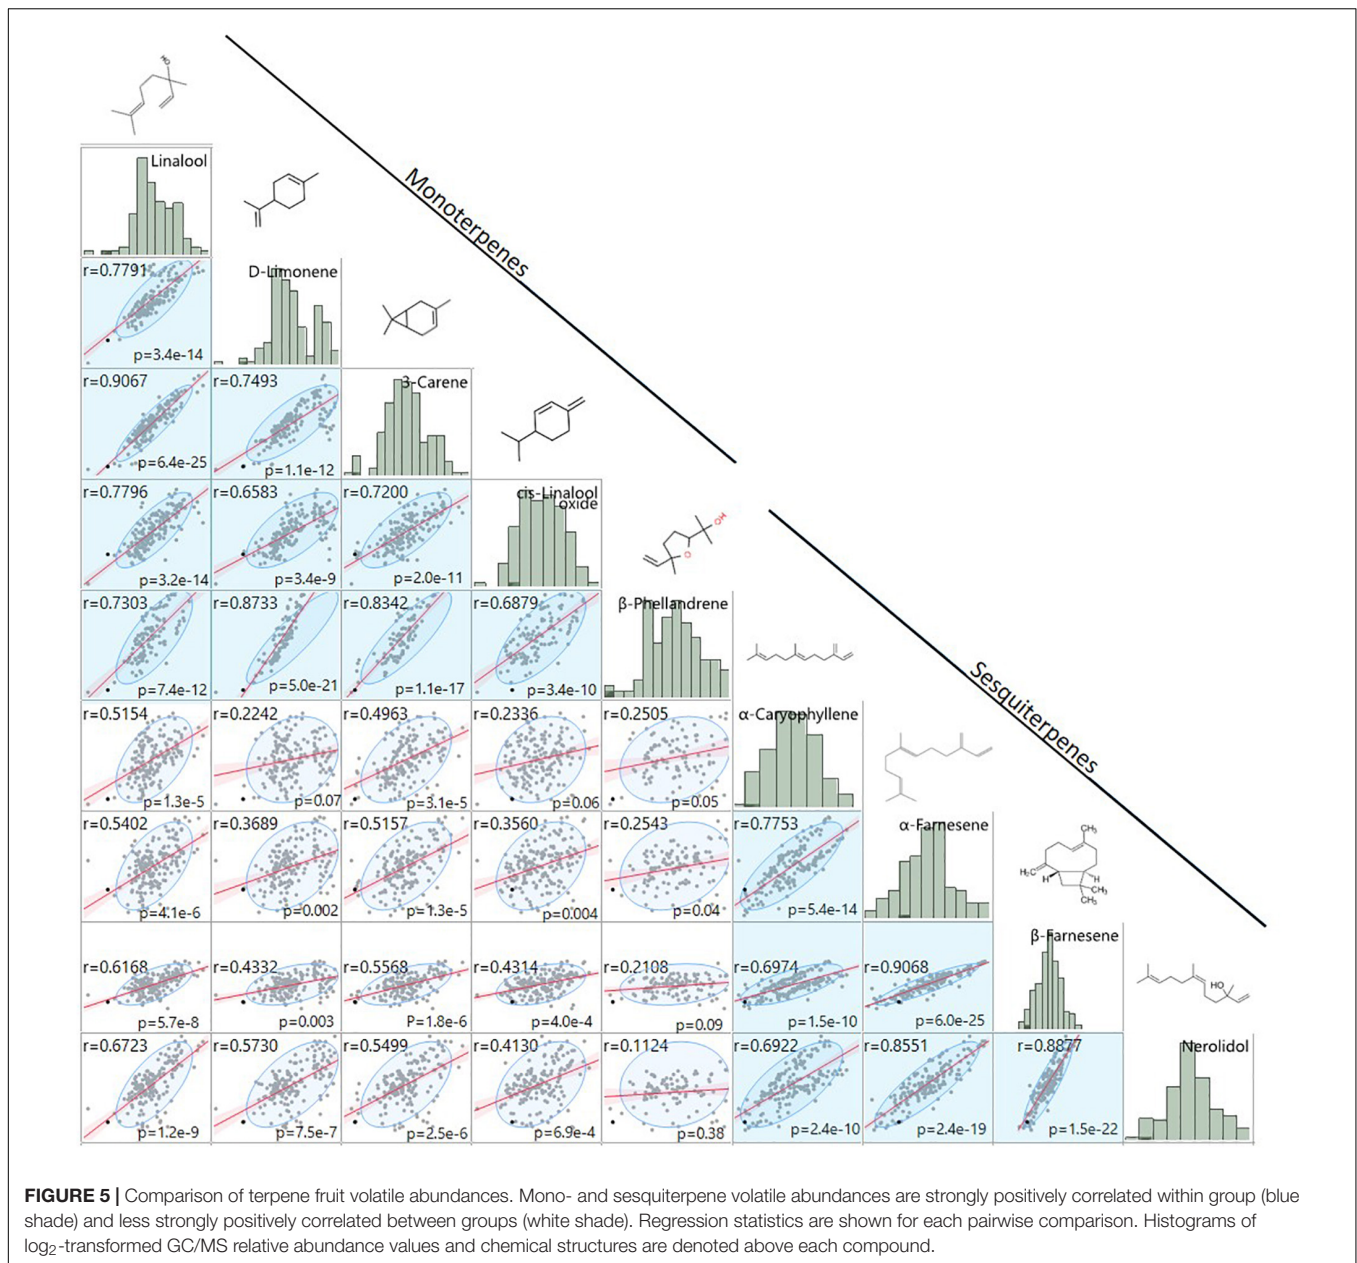 HO
Linalool
Monoterpenes
r=0.7791
D-Limonene
p=3.4e-14
r=0.9067
r=0.7493
3-Carene
p=6.4e-25
p=1.1e-12
r=0.7796
r=0.6583
r=0.7200
cis-Linalool
oxide
OH
O
p=3.2e-14
p=3.4e-9
p=2.0e-11
r=0.7303
r=0.8733
r=0.8342
r=0.6879
β-Phellandrene
p=7.4e-12
p=5.0e-21
p=1.1e-17
p=3.4e-10
Sesquiterpenes
r=0.5154
r=0.2242
r=0.4963
r=0.2336
r=0.2505
α-Caryophyllene
p=1.3e-5
p=0.07
p=3.1e-5
p=0.06
p=0.05
r=0.5402
r=0.3689
r=0.5157
r=0.3560
r=0.2543
r=0.7753
α-Farnesene
CH3
H2C
H
H
CH3
CH3
p=4.1e-6
p=0.002
p=1.3e-5
p=0.004
p=0.04
p=5.4e-14
β-Farnesene
r=0.6168
r=0.4332
r=0.5568
r=0.4314
r=0.2108
r=0.6974
r=0.9068
HO
p=5.7e-8
p=0.003
P=1.8e-6
p=4.0e-4
p=0.09
p=1.5e-10
p=6.0e-25
r=0.6723
r=0.5730
r=0.5499
r=0.4130
r=0.1124
r=0.6922
r=0.8551
r=0.8877
Nerolidol
p=1.2e-9
p=7.5e-7
p=2.5e-6
p=6.9e-4
p=0.38
p=2.4e-10
p=2.4e-19
p=1.5e-22
FIGURE 5 | Comparison of terpene fruit volatile abundances. Mono- and sesquiterpene volatile abundances are strongly positively correlated within group (blue
shade) and less strongly positively correlated between groups (white shade). Regression statistics are shown for each pairwise comparison. Histograms of
log2-transformed GC/MS relative abundance values and chemical structures are denoted above each compound.